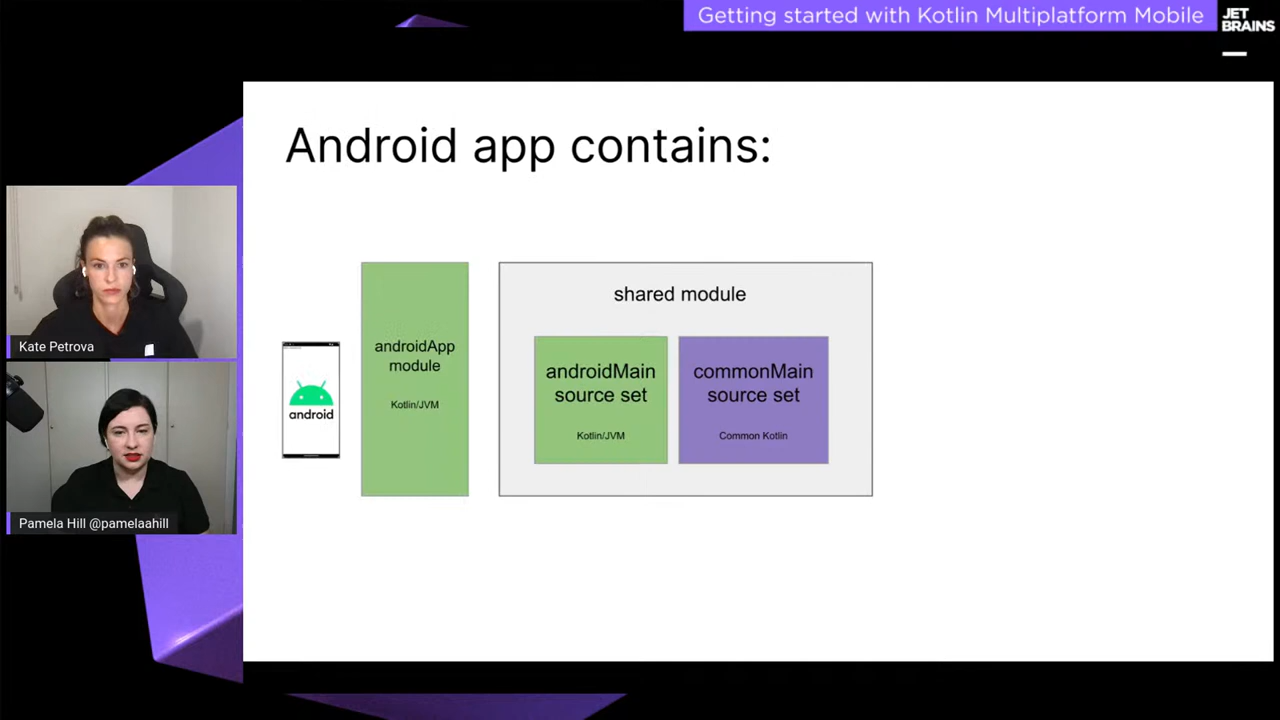 Getting started with Kotlin Multiplatform Mobile
JET
BRAINS
Android app contains:
Kate Petrova
Pamela Hill @pamelaahill
android
androidApp
module
Kotlin/JVM
shared module
androidMain
source set
Kotlin/JVM
commonMain
source set
Common Kotlin